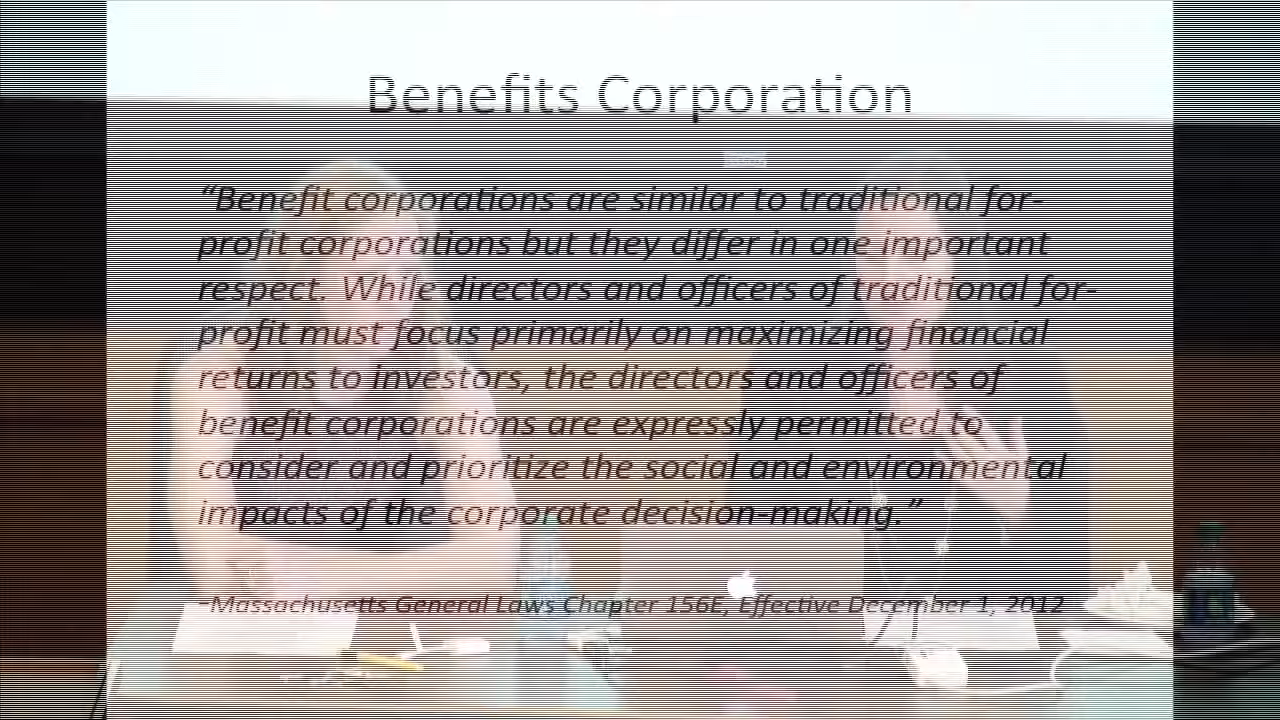 Benefits Corporation
“Benefit corporations are similar to traditional for-
profit corporations but they differ in one important
respect. While directors and officers of traditional for-
profit must focus primarily on maximizing financial
returns to investors, the directors and officers of
benefit corporations are expressly permitted to
consider and prioritize the social and environmental
impacts of the corporate decision-making.”
–Massachusetts General Laws Chapter 156E, Effective December 1, 2012